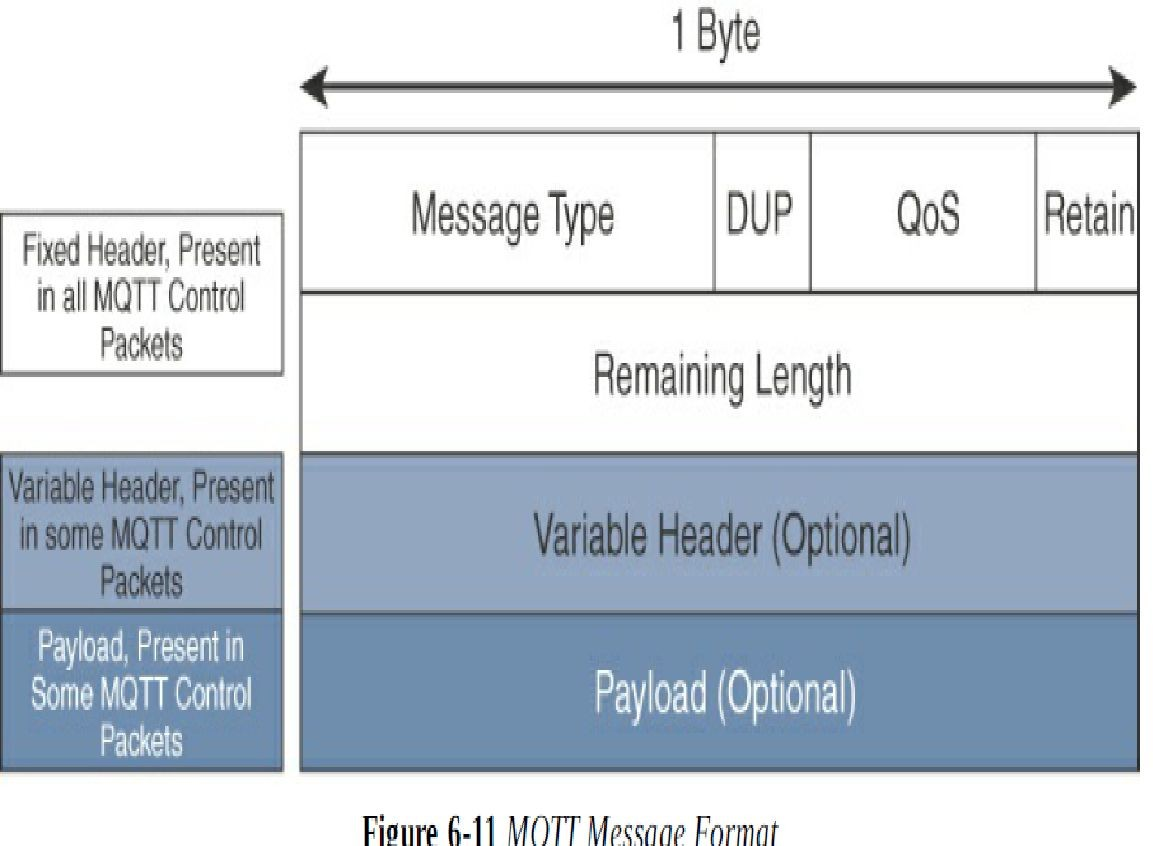 1 Byte
Message Type DUP QoS Retain
Fixed Header, Present
in all MQTT Control
Packets
Remaining Length
Variable Header, Present
in some MQTT Control
Packets
Variable Header (Optional)
Payload, Present in
Some MQTT Control
Packets
Payload (Optional)
Figure 6-11 MQTT Message Format